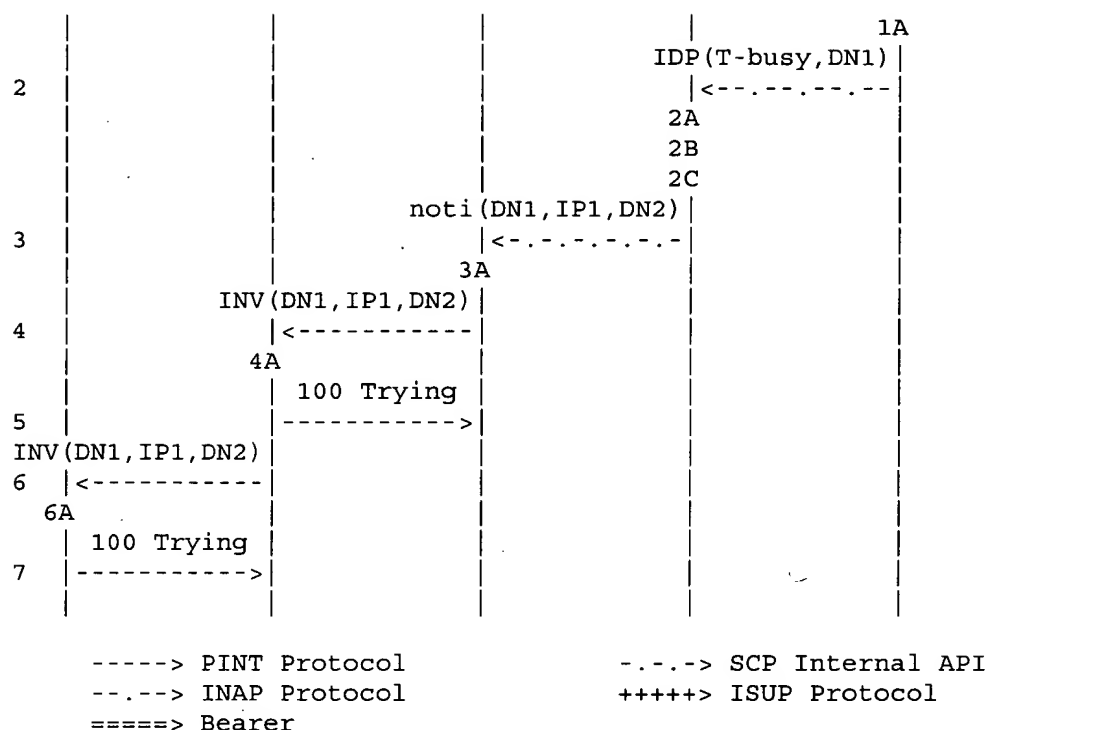 1A
IDP(T-busy,DN1)
2 |<--.--.--.--|
2A
2B
2C
noti(DN1,IP1,DN2)
3 |<-.-.-.-.-.-|
3A
INV(DN1,IP1,DN2)
4 |<-----------|
4A
100 Trying
5 |----------->|
INV(DN1,IP1,DN2)
6 |<-----------|
6A
100 Trying
7 |----------->|
-----> PINT Protocol -.-.-> SCP Internal API
--.--> INAP Protocol +++++> ISUP Protocol
=====> Bearer